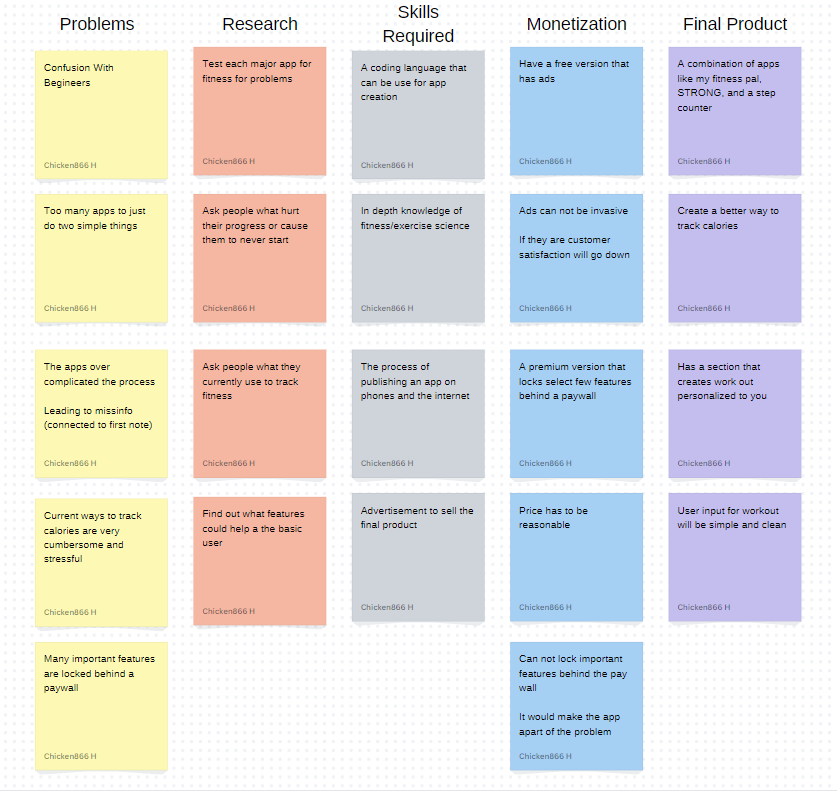 Problems
Research
Skills
Required
Monetization
Final Product
Confusion With
Begineers
Chicken866 H
Too many apps to just
do two simple things
Chicken866 H
The apps over
complicated the process
Leading to missinfo
(connected to first note)
Chicken866 H
Current ways to track
calories are very
cumbersome and
stressful
Chicken866 H
Many important features
are locked behind a
paywall
Chicken866 H
Test each major app for
fitness for problems
Chicken866 H
Ask people what hurt
their progress or cause
them to never start
Chicken866 H
Ask people what they
currently use to track
fitness
Chicken866 H
Find out what features
could help a the basic
user
Chicken866 H
A coding language that
can be use for app
creation
Chicken866 H
In depth knowledge of
fitness/exercise science
Chicken866 H
The process of
publishing an app on
phones and the internet
Chicken866 H
Advertisement to sell the
final product
Chicken866 H
Have a free version that
has ads
Chicken866 H
Ads can not be invasive
If they are customer
satisfaction will go down
Chicken866 H
A premium version that
locks select few features
behind a paywall
Chicken866 H
Price has to be
reasonable
Chicken866 H
Can not lock important
features behind the pay
wall
It would make the app
apart of the problem
Chicken866 H
A combination of apps
like my fitness pal,
STRONG, and a step
counter
Chicken866 H
Create a better way to
track calories
Chicken866 H
Has a section that
creates work out
personalized to you
Chicken866 H
User input for workout
will be simple and clean
Chicken866 H